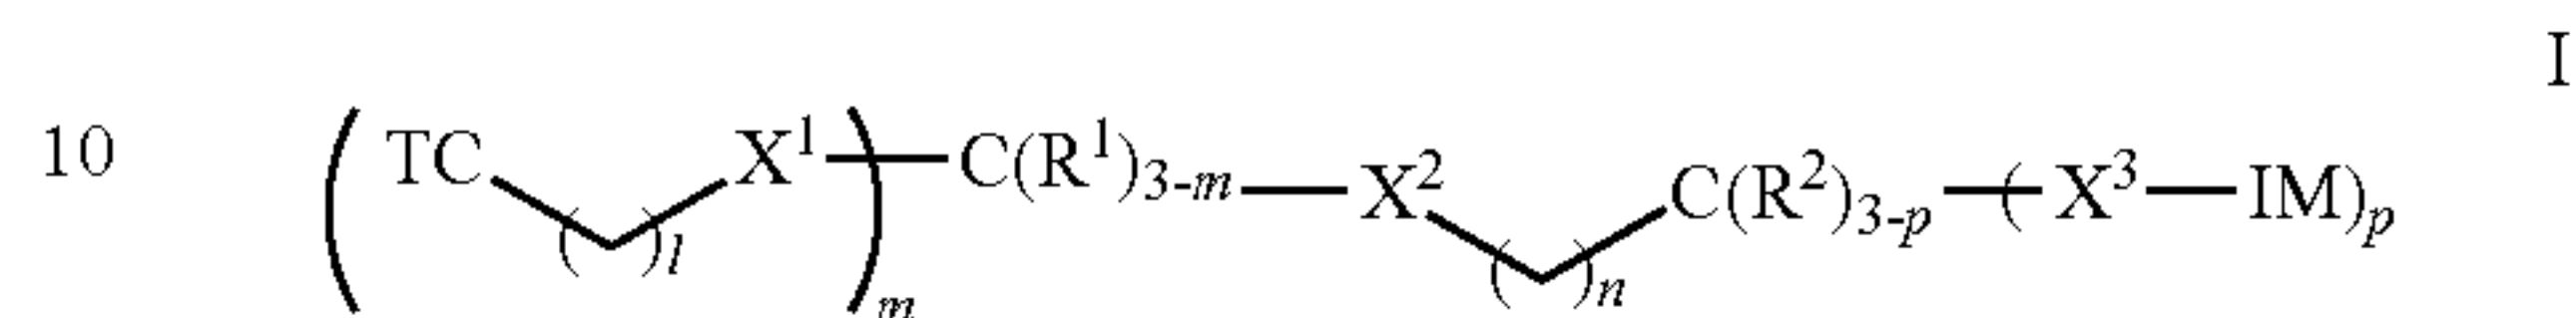 I
10 ( TC ( )l X¹ )m C(R¹)3-m X² ( )n C(R²)3-p ( X³ IM)p